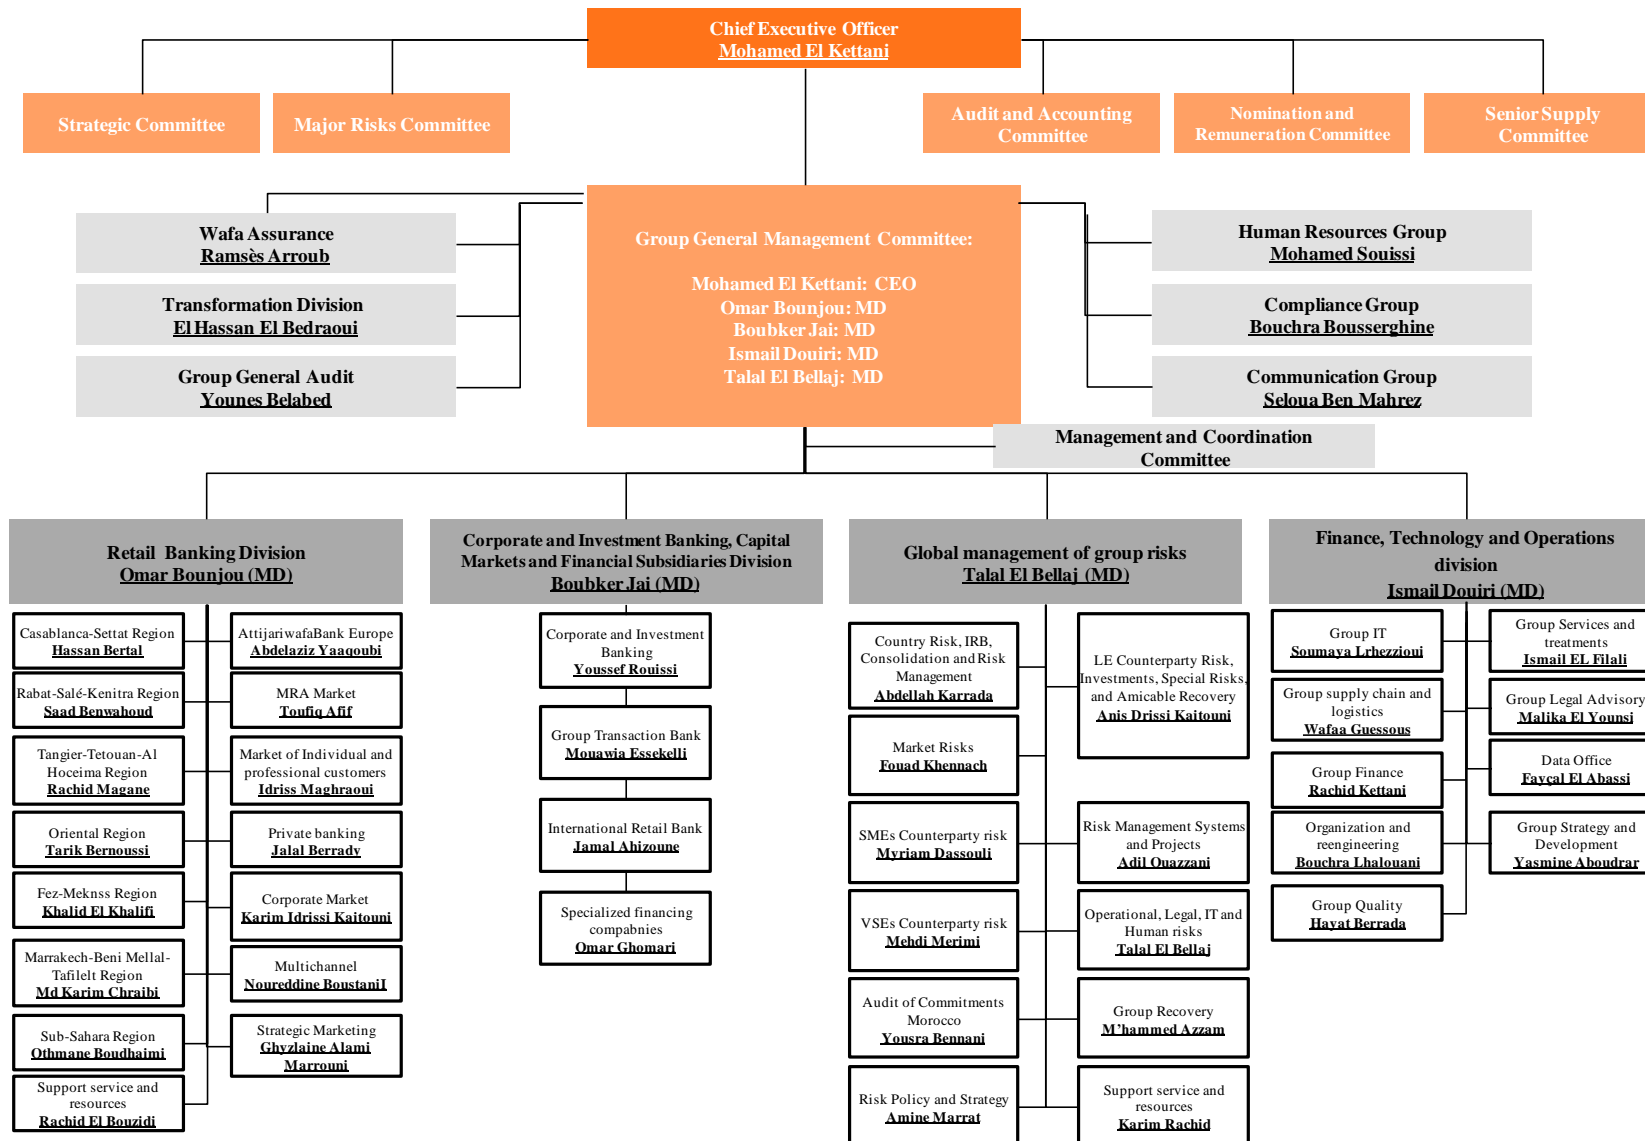 Chief Executive Officer
Mohamed El Kettani
Strategic Committee
Major Risks Committee
Audit and Accounting
Committee
Nomination and
Remuneration Committee
Senior Supply
Committee
Wafa Assurance
Ramsès Arroub
Transformation Division
El Hassan El Bedraoui
Group General Audit
Younes Belabed
Group General Management Committee:
Mohamed El Kettani: CEO
Omar Bounjou: MD
Boubker Jai: MD
Ismail Douiri: MD
Talal El Bellaj: MD
Human Resources Group
Mohamed Souissi
Compliance Group
Bouchra Bousserghine
Communication Group
Seloua Ben Mahrez
Management and Coordination
Committee
Retail Banking Division
Omar Bounjou (MD)
Casablanca-Settat Region
Hassan Bertal
AttijariwafaBank Europe
Abdelaziz Yaaqoubi
Rabat-Salé-Kenitra Region
Saad Benwahoud
MRA Market
Toufiq Afif
Tangier-Tetouan-Al
Hoceima Region
Rachid Magane
Market of Individual and
professional customers
Idriss Maghraoui
Oriental Region
Tarik Bernoussi
Private banking
Jalal Berrady
Fez-Meknss Region
Khalid El Khalifi
Corporate Market
Karim Idrissi Kaitouni
Marrakech-Beni Mellal-
Tafilelt Region
Md Karim Chraibi
Multichannel
Noureddine BoustaniI
Sub-Sahara Region
Othmane Boudhaimi
Strategic Marketing
Ghyzlaine Alami
Marrouni
Support service and
resources
Rachid El Bouzidi
Corporate and Investment Banking, Capital
Markets and Financial Subsidiaries Division
Boubker Jai (MD)
Corporate and Investment
Banking
Youssef Rouissi
Group Transaction Bank
Mouawia Essekelli
International Retail Bank
Jamal Ahizoune
Specialized financing
compabnies
Omar Ghomari
Global management of group risks
Talal El Bellaj (MD)
Country Risk, IRB,
Consolidation and Risk
Management
Abdellah Karrada
LE Counterparty Risk,
Investments, Special Risks,
and Amicable Recovery
Anis Drissi Kaitouni
Market Risks
Fouad Khennach
SMEs Counterparty risk
Myriam Dassouli
Risk Management Systems
and Projects
Adil Ouazzani
VSEs Counterparty risk
Mehdi Merimi
Operational, Legal, IT and
Human risks
Talal El Bellaj
Audit of Commitments
Morocco
Yousra Bennani
Group Recovery
M'hammed Azzam
Risk Policy and Strategy
Amine Marrat
Support service and
resources
Karim Rachid
Finance, Technology and Operations
division
Ismail Douiri (MD)
Group IT
Soumaya Lrhezzioui
Group Services and
treatments
Ismail EL Filali
Group supply chain and
logistics
Wafaa Guessous
Group Legal Advisory
Malika El Younsi
Group Finance
Rachid Kettani
Data Office
Fayçal El Abassi
Organization and
reengineering
Bouchra Lhalouani
Group Strategy and
Development
Yasmine Aboudrar
Group Quality
Hayat Berrada